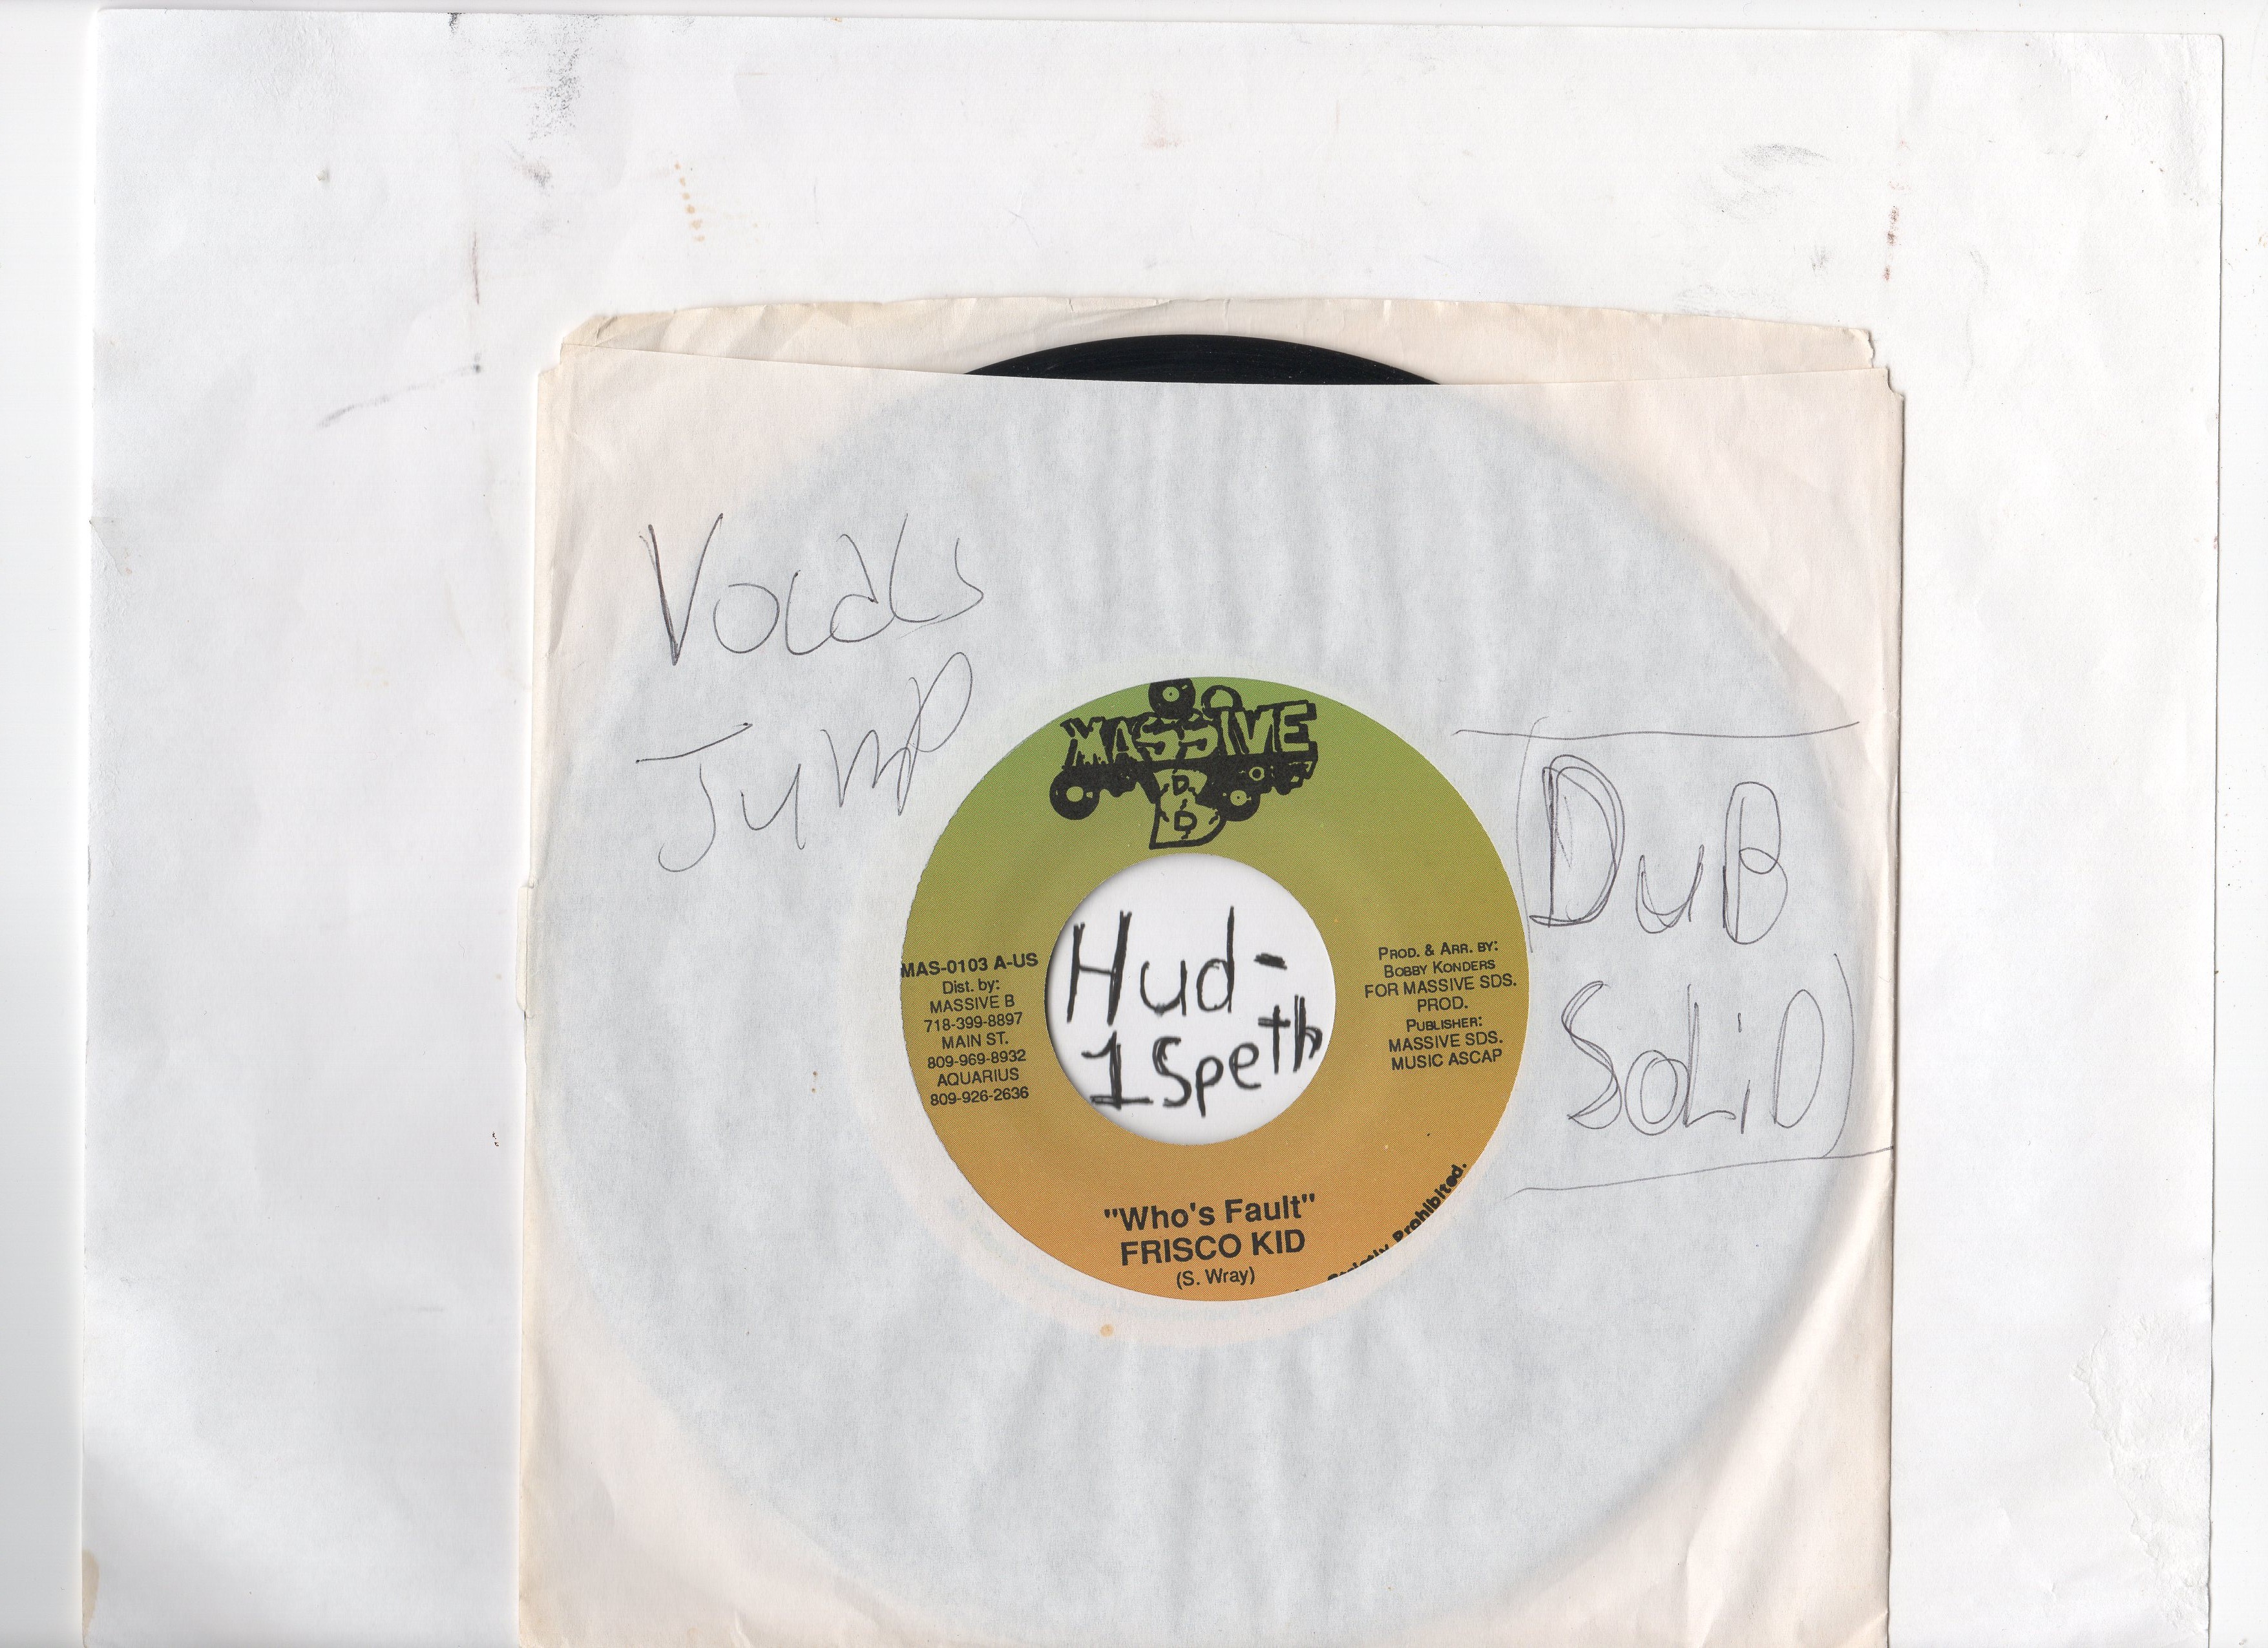 Vocals
Jump
MASSIVE
B
D
D
MAS-0103 A-US
Dist. by:
MASSIVE B
718-399-8897
MAIN ST.
809-969-8932
AQUARIUS
809-926-2636
Hud-
1Speth
PROD. & ARR. BY:
BOBBY KONDERS
FOR MASSIVE SDS.
PROD.
PUBLISHER:
MASSIVE SDS.
MUSIC ASCAP
DuB
SoLiD
"Who's Fault"
FRISCO KID
(S. Wray)
Strictly Prohibited.